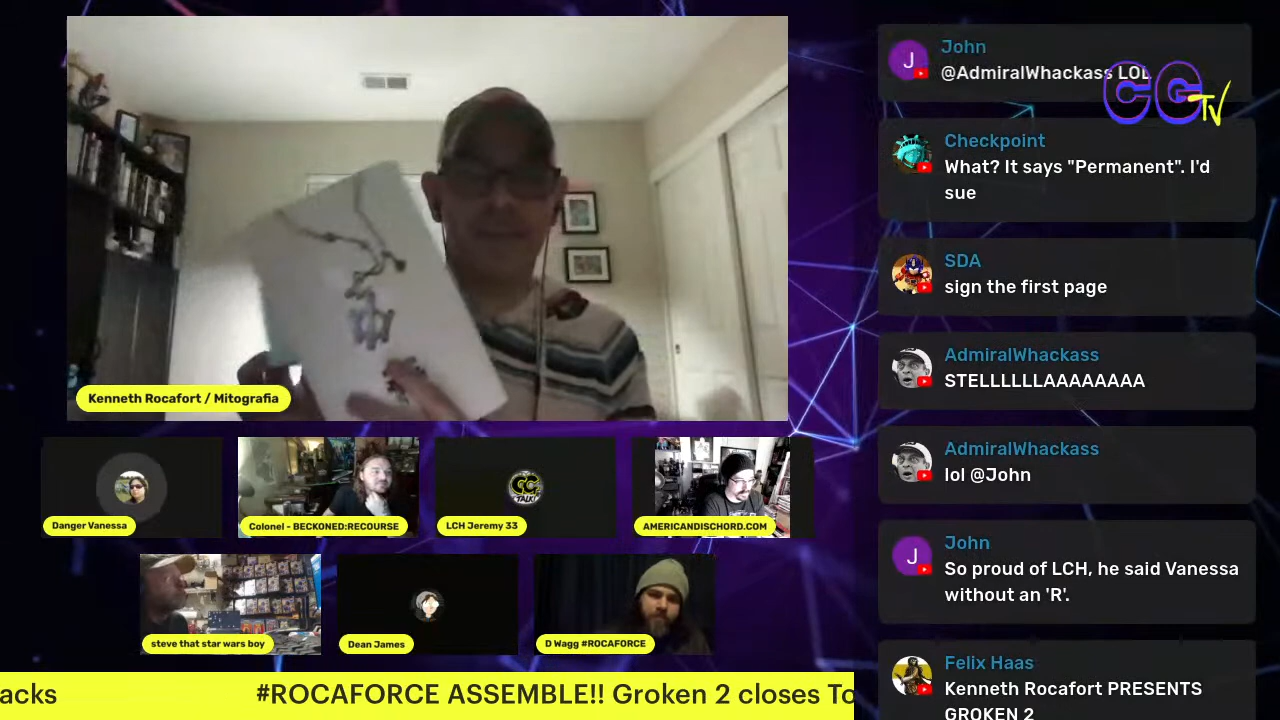 John
@AdmiralWhackass LOL
CG TV
Checkpoint
What? It says "Permanent". I'd
sue
SDA
sign the first page
AdmiralWhackass
STELLLLLLAAAAAAAA
AdmiralWhackass
lol @John
John
So proud of LCH, he said Vanessa
without an 'R'.
Felix Haas
Kenneth Rocafort PRESENTS
GROKEN 2
Kenneth Rocafort / Mitografia
Danger Vanessa
Colonel - BECKONED:RECOURSE
LCH Jeremy 33
AMERICANDISCHORD.COM
steve that star wars boy
Dean James
D Wagg #ROCAFORCE
acks
#ROCAFORCE ASSEMBLE!! Groken 2 closes To